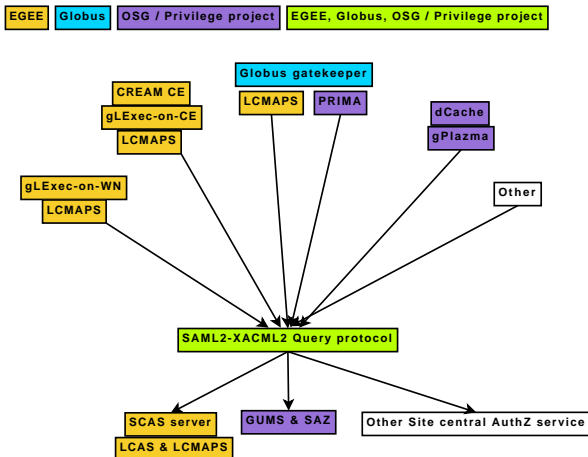 EGEE Globus OSG / Privilege project EGEE, Globus, OSG / Privilege project
Globus gatekeeper
CREAM CE
LCMAPS PRIMA
gLExec-on-CE
dCache
LCMAPS
gPlazma
gLExec-on-WN
Other
LCMAPS
SAML2-XACML2 Query protocol
SCAS server GUMS & SAZ Other Site central AuthZ service
LCAS & LCMAPS